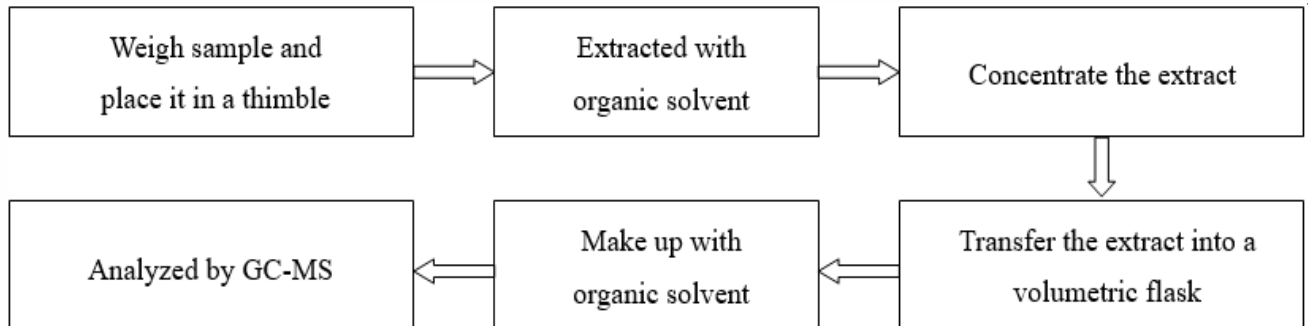 Weigh sample and
place it in a thimble
Extracted with
organic solvent
Concentrate the extract
Transfer the extract into a
volumetric flask
Make up with
organic solvent
Analyzed by GC-MS